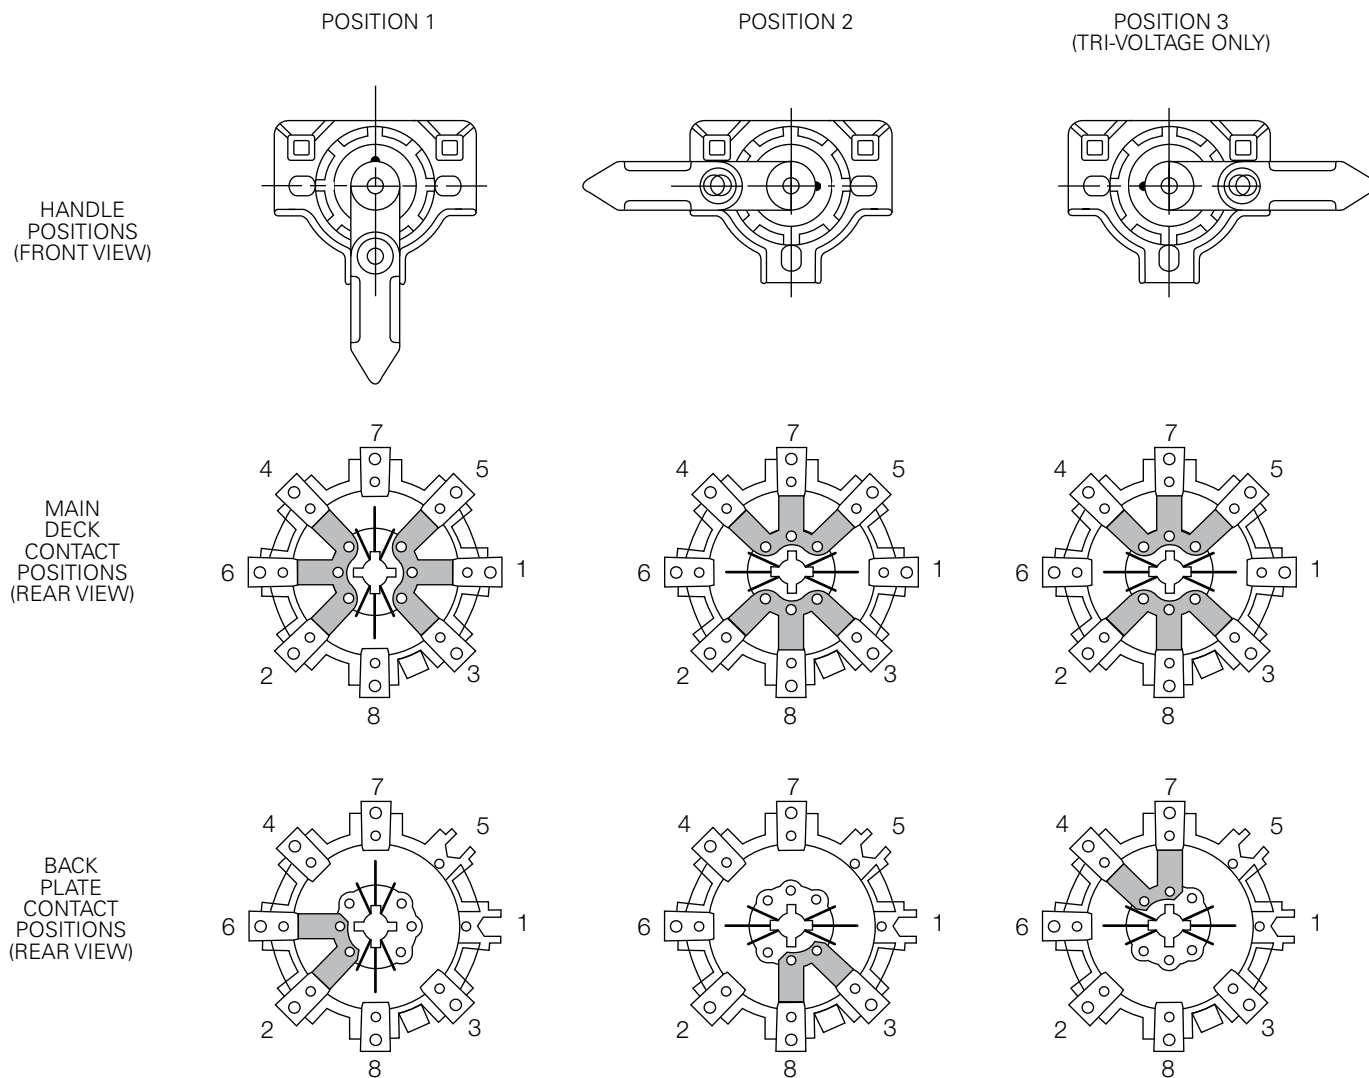 POSITION 1
POSITION 2
POSITION 3
(TRI-VOLTAGE ONLY)
HANDLE
POSITIONS
(FRONT VIEW)
MAIN
DECK
CONTACT
POSITIONS
(REAR VIEW)
7
4
5
6
1
2
3
8
7
4
5
6
1
2
3
8
7
4
5
6
1
2
3
8
BACK
PLATE
CONTACT
POSITIONS
(REAR VIEW)
7
4
5
6
1
2
3
8
7
4
5
6
1
2
3
8
7
4
5
6
1
2
3
8